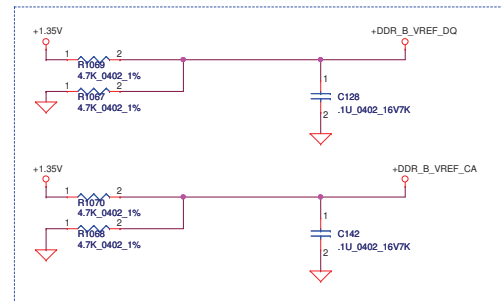 +1.35V
+DDR_B_VREF_DQ
1 2
R1069
4.7K_0402_1%
1 2
R1067
4.7K_0402_1%
1
C128
.1U_0402_16V7K
2
+1.35V
+DDR_B_VREF_CA
1 2
R1070
4.7K_0402_1%
1 2
R1068
4.7K_0402_1%
1
C142
.1U_0402_16V7K
2